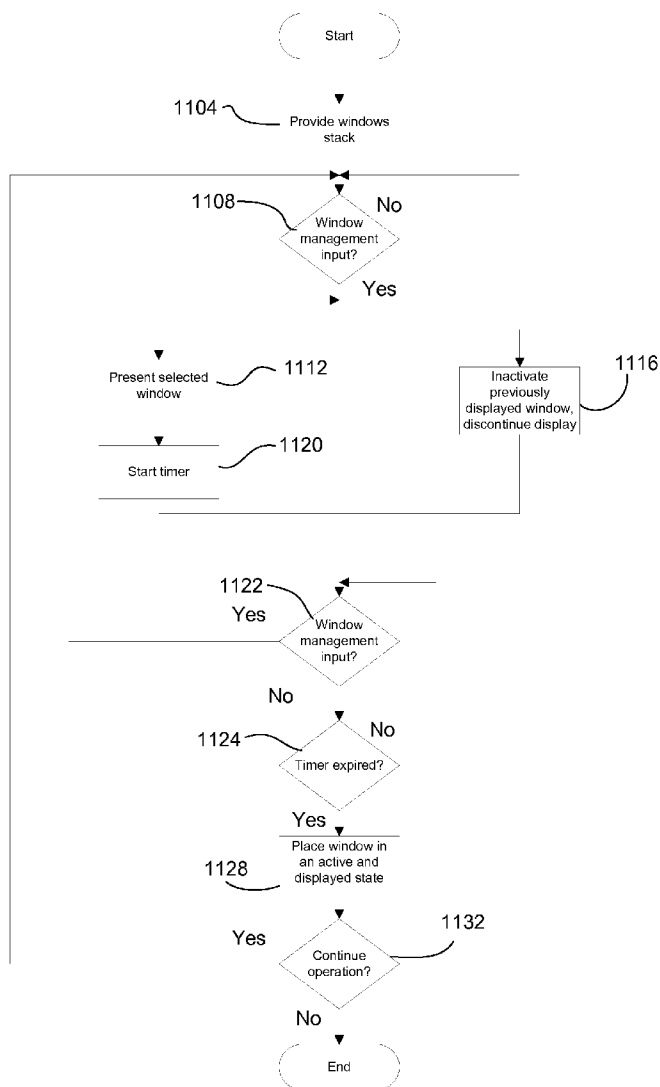 Start
1104
Provide windows
stack
1108
No
Window
management
input?
Yes
Present selected
window
1112
Inactivate
previously
displayed window,
discontinue display
1116
Start timer
1120
1122
Yes
Window
management
input?
No
No
1124
Timer expired?
Yes
Place window in
an active and
displayed state
1128
Yes
1132
Continue
operation?
No
End